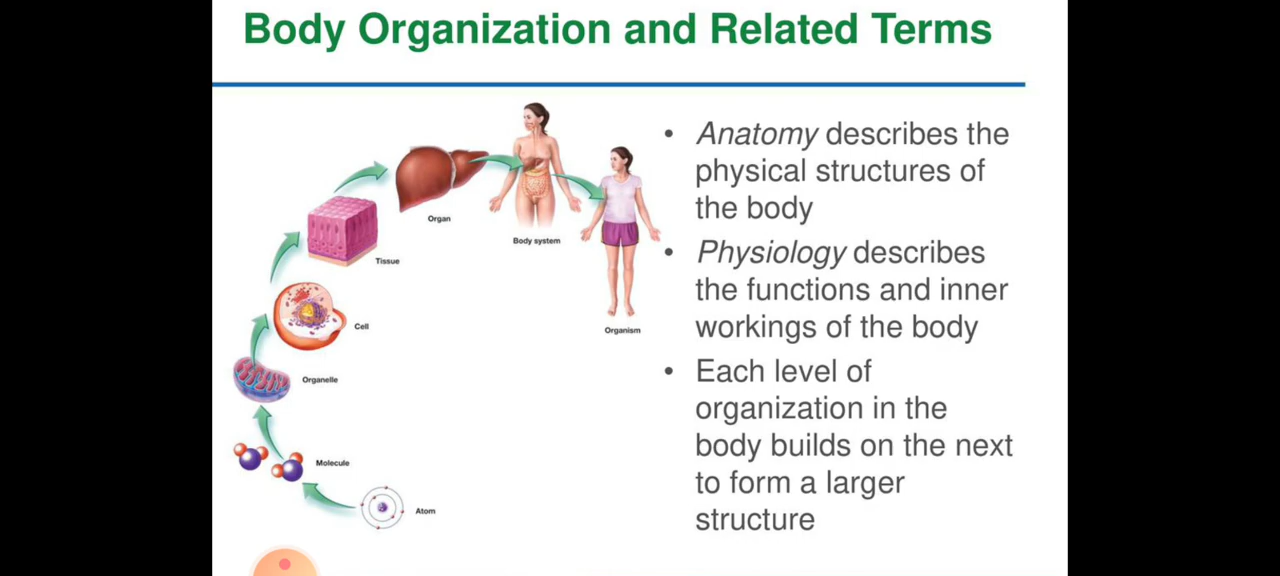 Body Organization and Related Terms
Organ
Body system
Tissue
Organism
Cell
Organelle
Molecule
Atom
• Anatomy describes the
physical structures of
the body
• Physiology describes
the functions and inner
workings of the body
• Each level of
organization in the
body builds on the next
to form a larger
structure